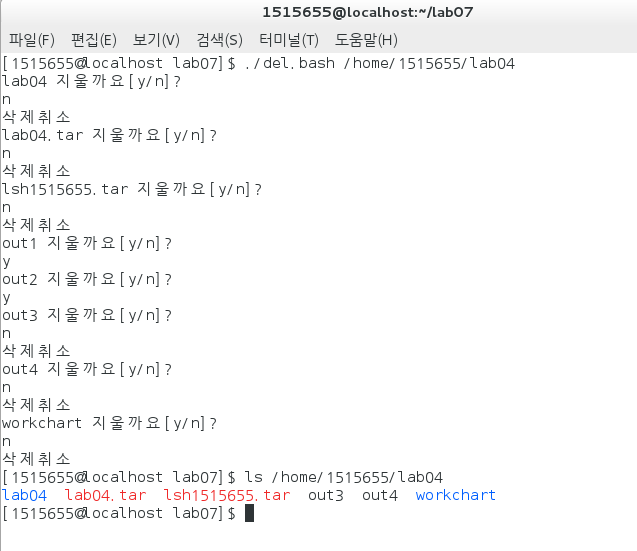 1515655@localhost:~/lab07
파일(F) 편집(E) 보기(V) 검색(S) 터미널(T) 도움말(H)
[1515655@localhost lab07]$ ./del.bash /home/1515655/lab04
lab04 지울까요[y/n]?
n
삭제취소
lab04.tar 지울까요[y/n]?
n
삭제취소
lsh1515655.tar 지울까요[y/n]?
n
삭제취소
out1 지울까요[y/n]?
y
out2 지울까요[y/n]?
y
out3 지울까요[y/n]?
n
삭제취소
out4 지울까요[y/n]?
n
삭제취소
workchart 지울까요[y/n]?
n
삭제취소
[1515655@localhost lab07]$ ls /home/1515655/lab04
lab04 lab04.tar lsh1515655.tar out3 out4 workchart
[1515655@localhost lab07]$